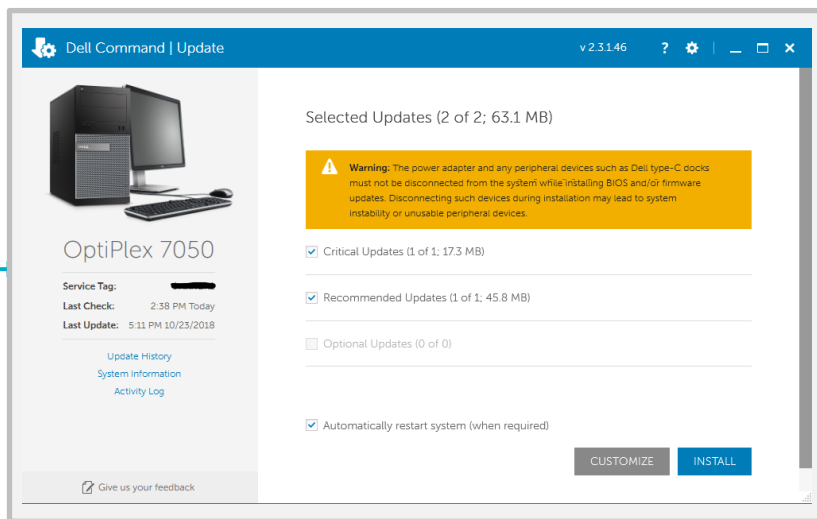 Dell Command | Update
v 2.3.1.46 ?
Selected Updates (2 of 2; 63.1 MB)
Warning: The power adapter and any peripheral devices such as Dell type-C docks
must not be disconnected from the system while installing BIOS and/or firmware
updates. Disconnecting such devices during installation may lead to system
instability or unusable peripheral devices.
OptiPlex 7050
Service Tag:
Last Check: 2:38 PM Today
Last Update: 5:11 PM 10/23/2018
Update History
System Information
Activity Log
Critical Updates (1 of 1; 17.3 MB)
Recommended Updates (1 of 1; 45.8 MB)
Optional Updates (0 of 0)
Automatically restart system (when required)
CUSTOMIZE INSTALL
Give us your feedback